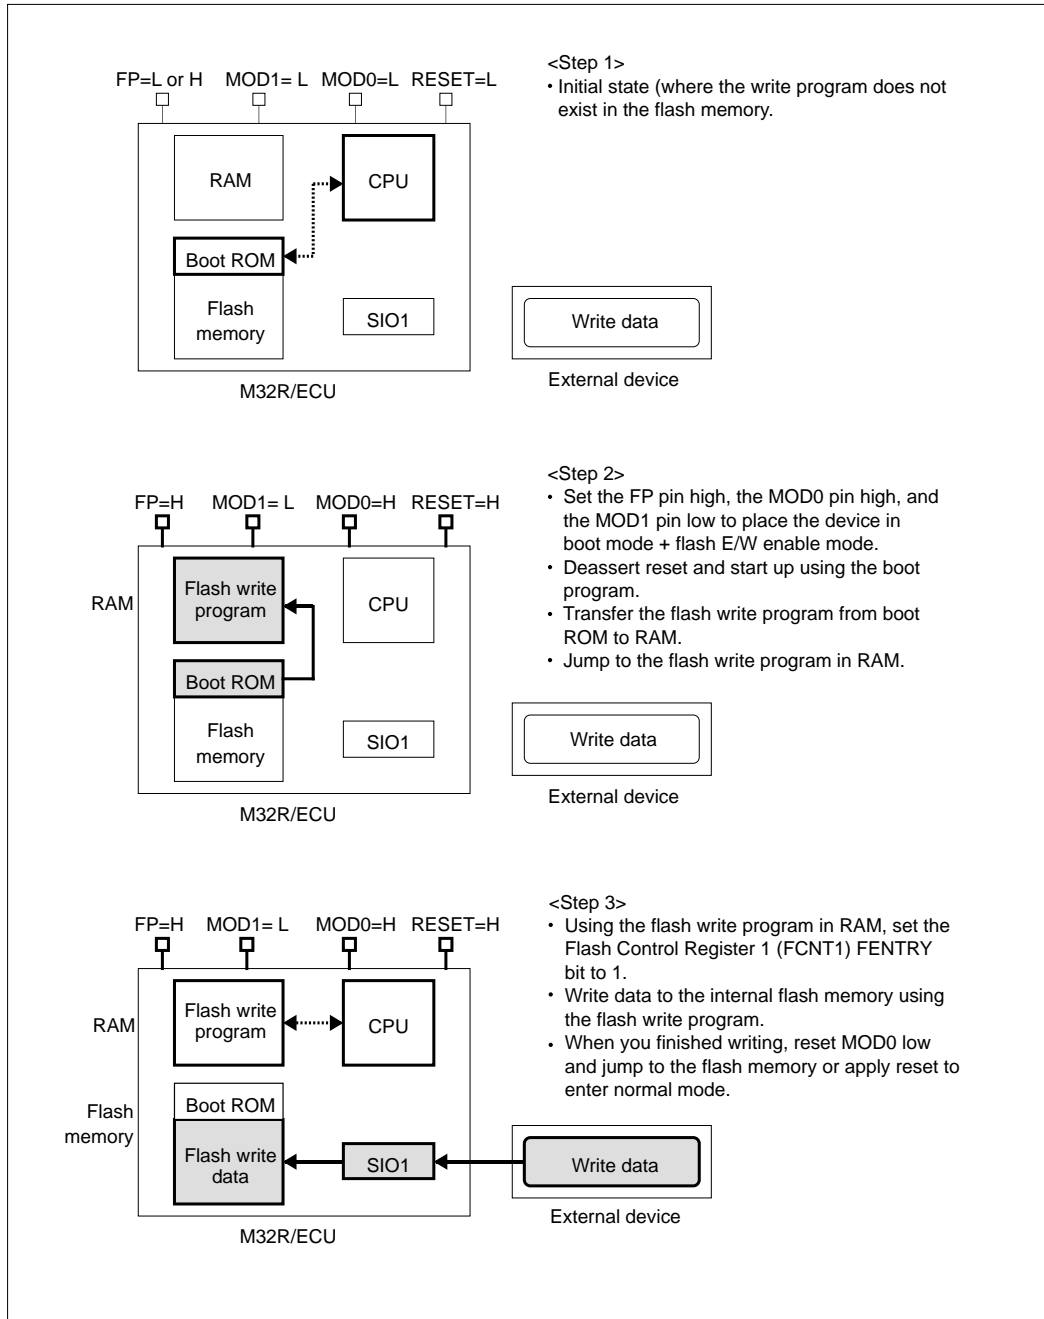 <Step 1>
• Initial state (where the write program does not
exist in the flash memory.
FP=L or H MOD1= L MOD0=L RESET=L
RAM
CPU
Boot ROM
Flash
memory
SIO1
Write data
External device
M32R/ECU
<Step 2>
• Set the FP pin high, the MOD0 pin high, and
the MOD1 pin low to place the device in
boot mode + flash E/W enable mode.
• Deassert reset and start up using the boot
program.
• Transfer the flash write program from boot
ROM to RAM.
• Jump to the flash write program in RAM.
FP=H MOD1= L MOD0=H RESET=H
RAM
Flash write
program
CPU
Boot ROM
Flash
memory
SIO1
Write data
External device
M32R/ECU
<Step 3>
• Using the flash write program in RAM, set the
Flash Control Register 1 (FCNT1) FENTRY
bit to 1.
• Write data to the internal flash memory using
the flash write program.
• When you finished writing, reset MOD0 low
and jump to the flash memory or apply reset to
enter normal mode.
FP=H MOD1= L MOD0=H RESET=H
RAM
Flash write
program
CPU
Flash
memory
Boot ROM
Flash write
data
SIO1
Write data
External device
M32R/ECU